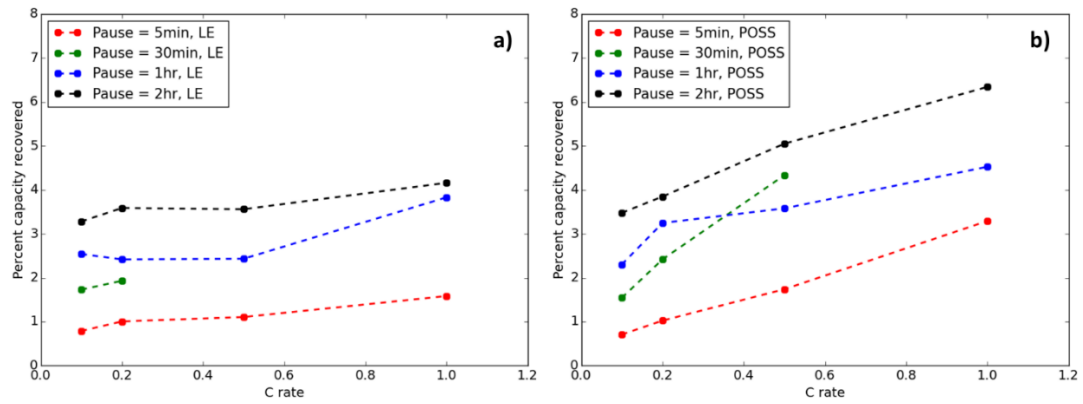 8
7
6
5
4
3
2
1
0
Percent capacity recovered
Pause = 5min, LE
Pause = 30min, LE
Pause = 1hr, LE
Pause = 2hr, LE
a)
0.0 0.2 0.4 0.6 0.8 1.0 1.2
C rate
8
7
6
5
4
3
2
1
0
Percent capacity recovered
Pause = 5min, POSS
Pause = 30min, POSS
Pause = 1hr, POSS
Pause = 2hr, POSS
b)
0.0 0.2 0.4 0.6 0.8 1.0 1.2
C rate